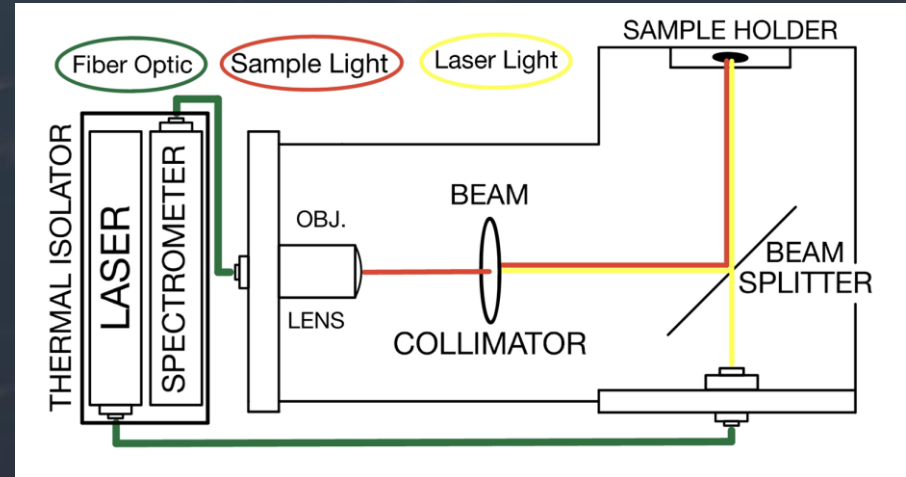 SAMPLE HOLDER
Fiber Optic
Sample Light
Laser Light
THERMAL ISOLATOR
LASER
SPECTROMETER
OBJ.
LENS
BEAM
COLLIMATOR
BEAM
SPLITTER